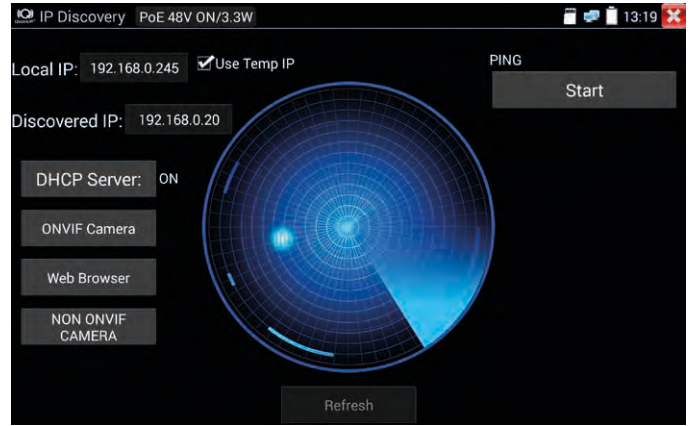 IP Discovery PoE 48V ON/3.3W 13:19
Local IP: 192.168.0.245 Use Temp IP
PING
Start
Discovered IP: 192.168.0.20
DHCP Server: ON
ONVIF Camera
IP
Web Browser
NON ONVIF
CAMERA
Refresh